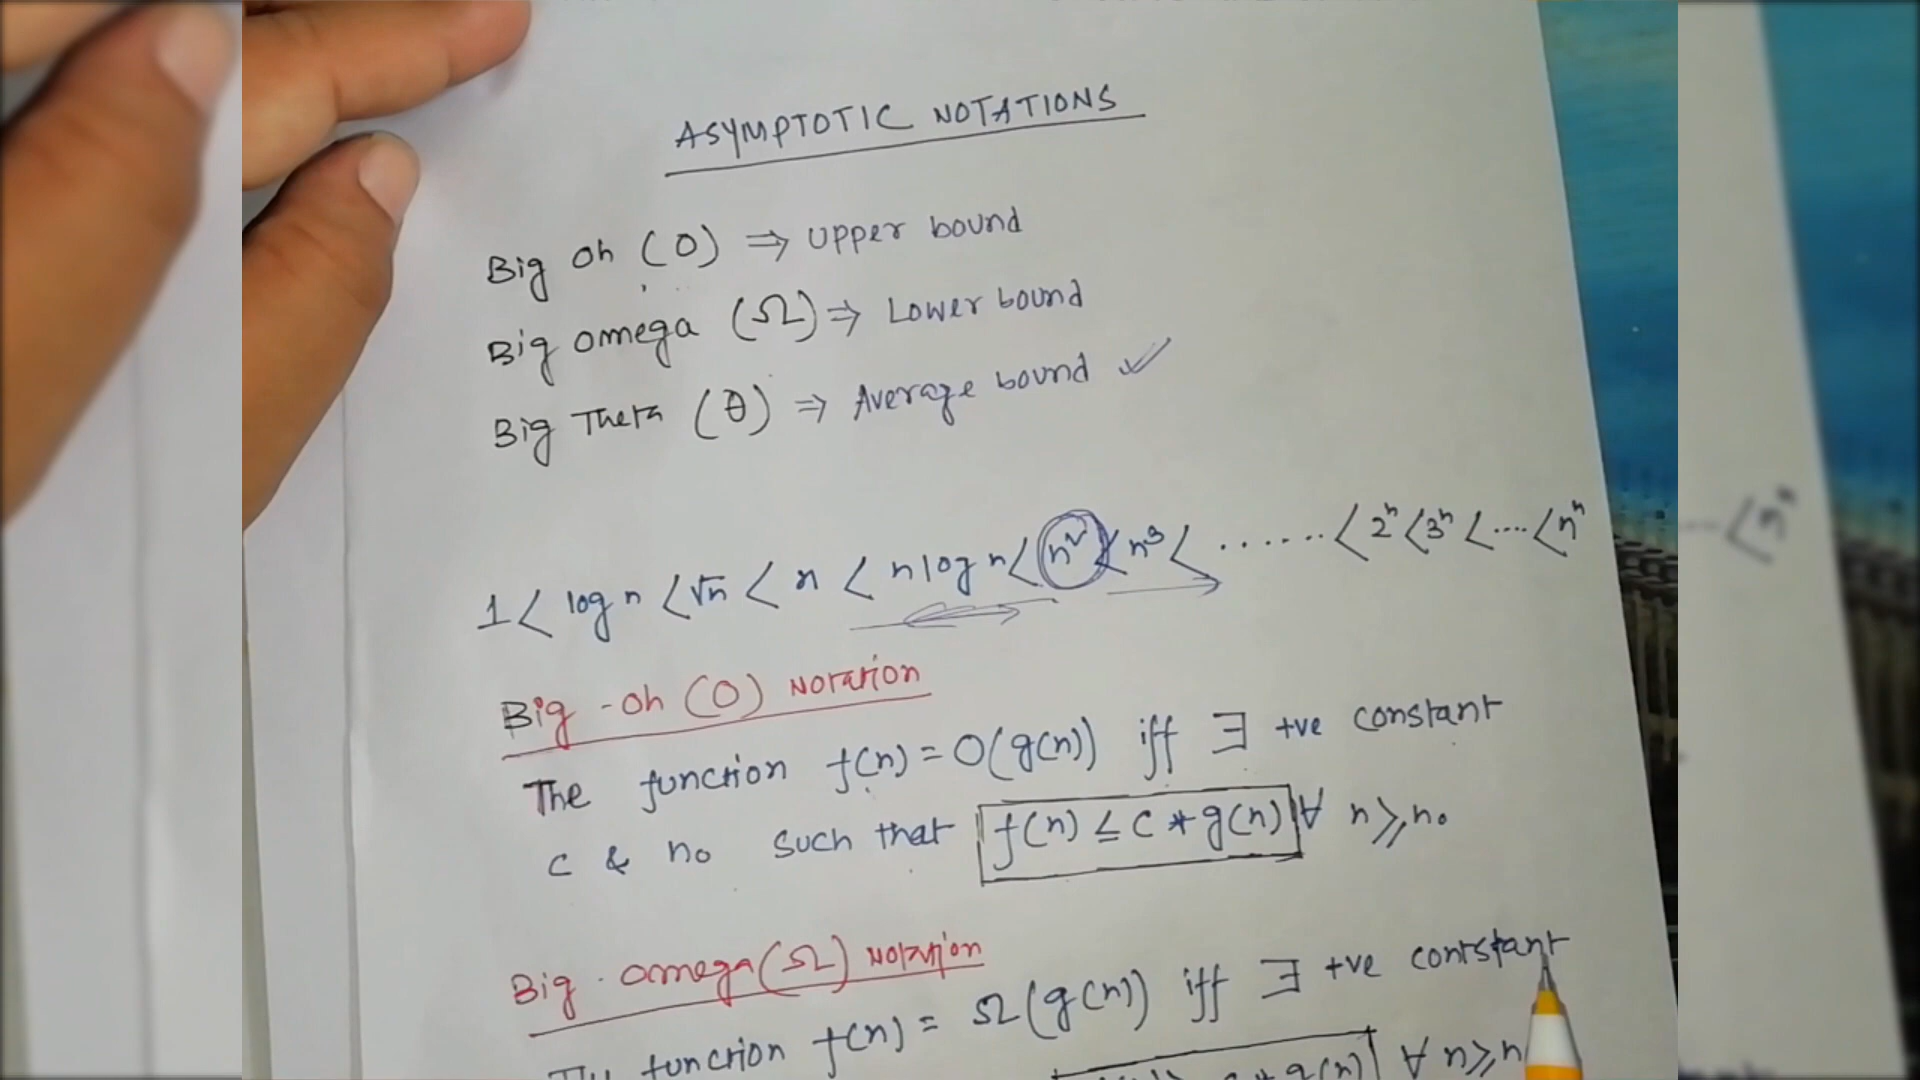 ASYMPTOTIC NOTATIONS
Big Oh (O) ⇒ Upper bound
Big omega (Ω) ⇒ Lower bound
Big Theta (θ) ⇒ Average bound ✓
1 < log n < √n < n < n log n < n² < n³ < ....... < 2ⁿ < 3ⁿ < .... < nⁿ
Big - Oh (O) Notation
The function f(n) = O(g(n)) iff ∃ +ve constant
c & n₀ such that f(n) ≤ c * g(n) ∀ n ≥ n₀
Big - omega (Ω) Notation
The function f(n) = Ω(g(n)) iff ∃ +ve constant
* g(n) ∀ n ≥ n